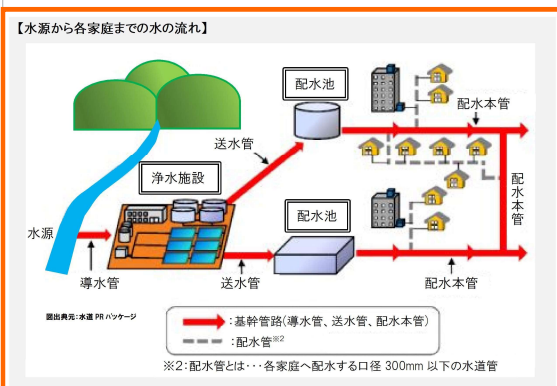 【水源から各家庭までの水の流れ】
配水池
配水本管
送水管
浄水施設
配水池
配水本管
水源
導水管
送水管
配水本管
図出典元:水道PRパッケージ
:基幹管路(導水管、送水管、配水本管)
:配水管※2
※2:配水管とは・・・各家庭へ配水する口径 300mm 以下の水道管